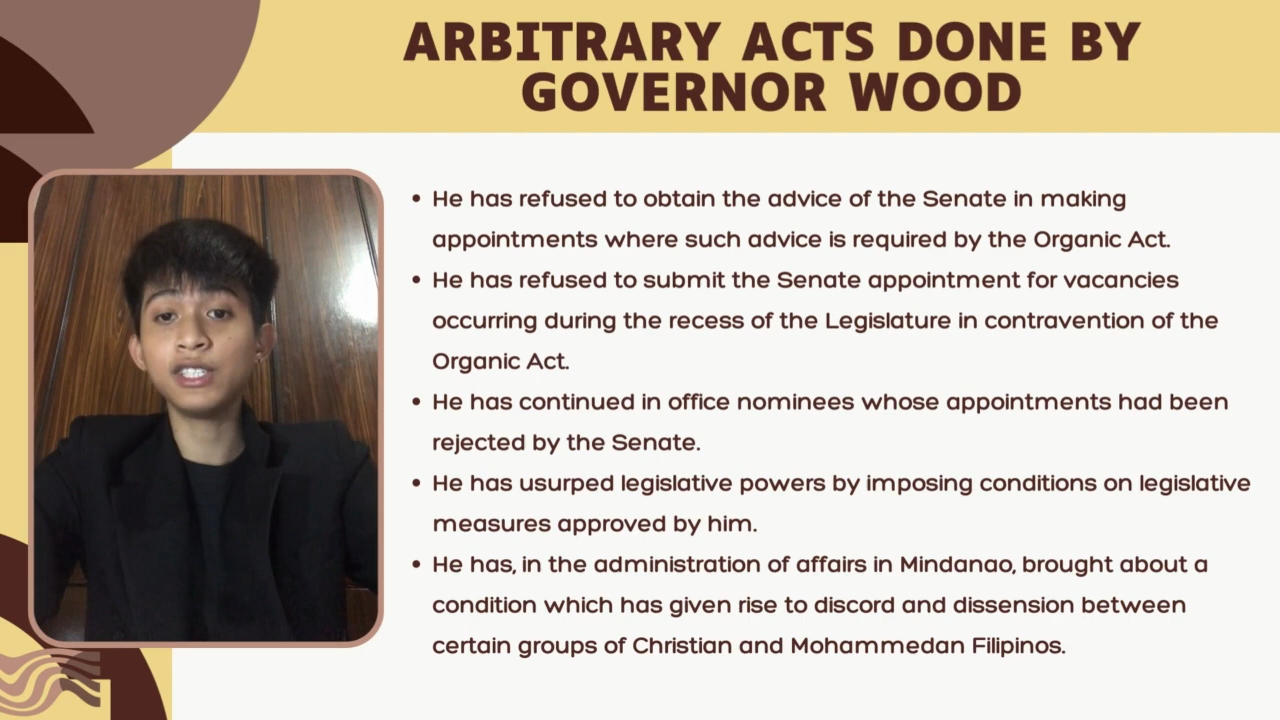 ARBITRARY ACTS DONE BY
GOVERNOR WOOD
• He has refused to obtain the advice of the Senate in making
appointments where such advice is required by the Organic Act.
• He has refused to submit the Senate appointment for vacancies
occurring during the recess of the Legislature in contravention of the
Organic Act.
• He has continued in office nominees whose appointments had been
rejected by the Senate.
• He has usurped legislative powers by imposing conditions on legislative
measures approved by him.
• He has, in the administration of affairs in Mindanao, brought about a
condition which has given rise to discord and dissension between
certain groups of Christian and Mohammedan Filipinos.